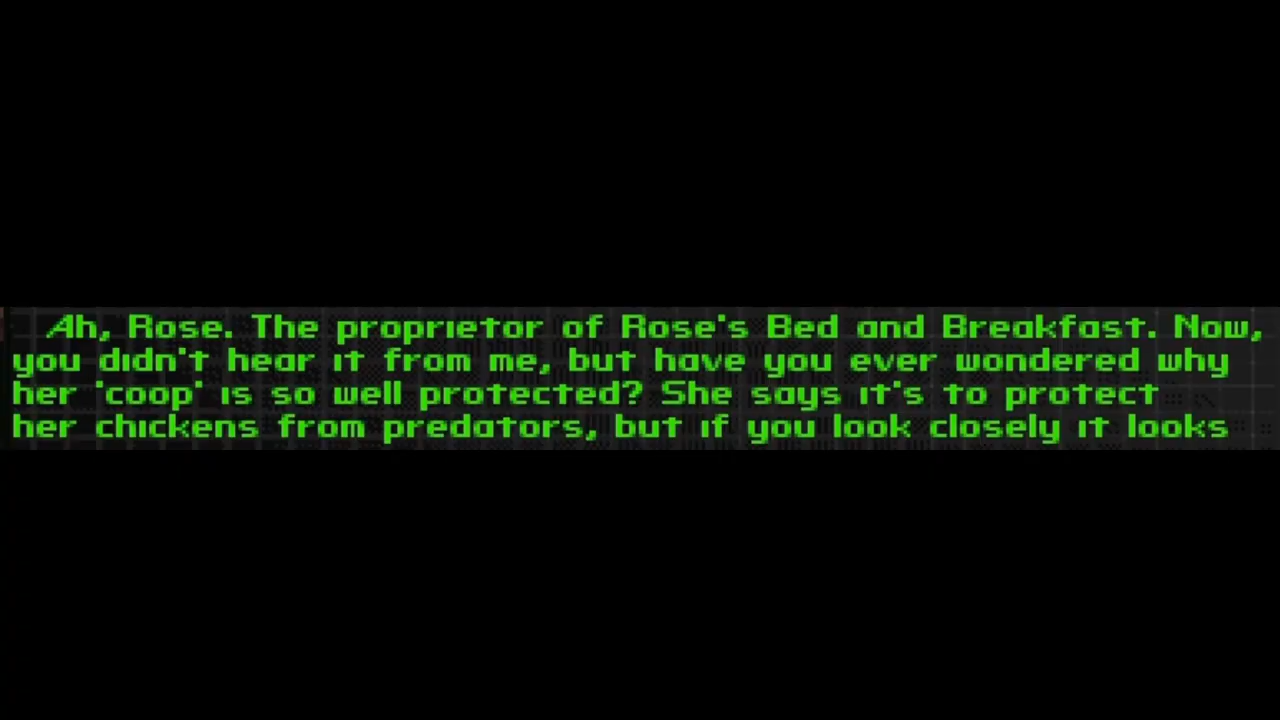 Ah, Rose. The proprietor of Rose's Bed and Breakfast. Now,
you didn't hear it from me, but have you ever wondered why
her 'coop' is so well protected? She says it's to protect
her chickens from predators, but if you look closely it looks